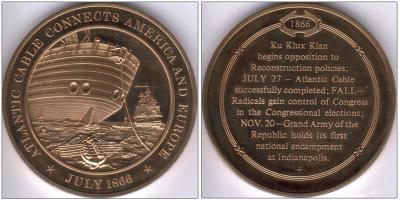 ATLANTIC CABLE CONNECTS AMERICA AND EUROPE
★ JULY 1866 ★
1866
Ku Klux Klan
begins opposition to
Reconstruction policies;
JULY 27 – Atlantic Cable
successfully completed; FALL –
Radicals gain control of Congress
in the Congressional elections;
NOV. 20 – Grand Army of the
Republic holds its first
national encampment
at Indianapolis.